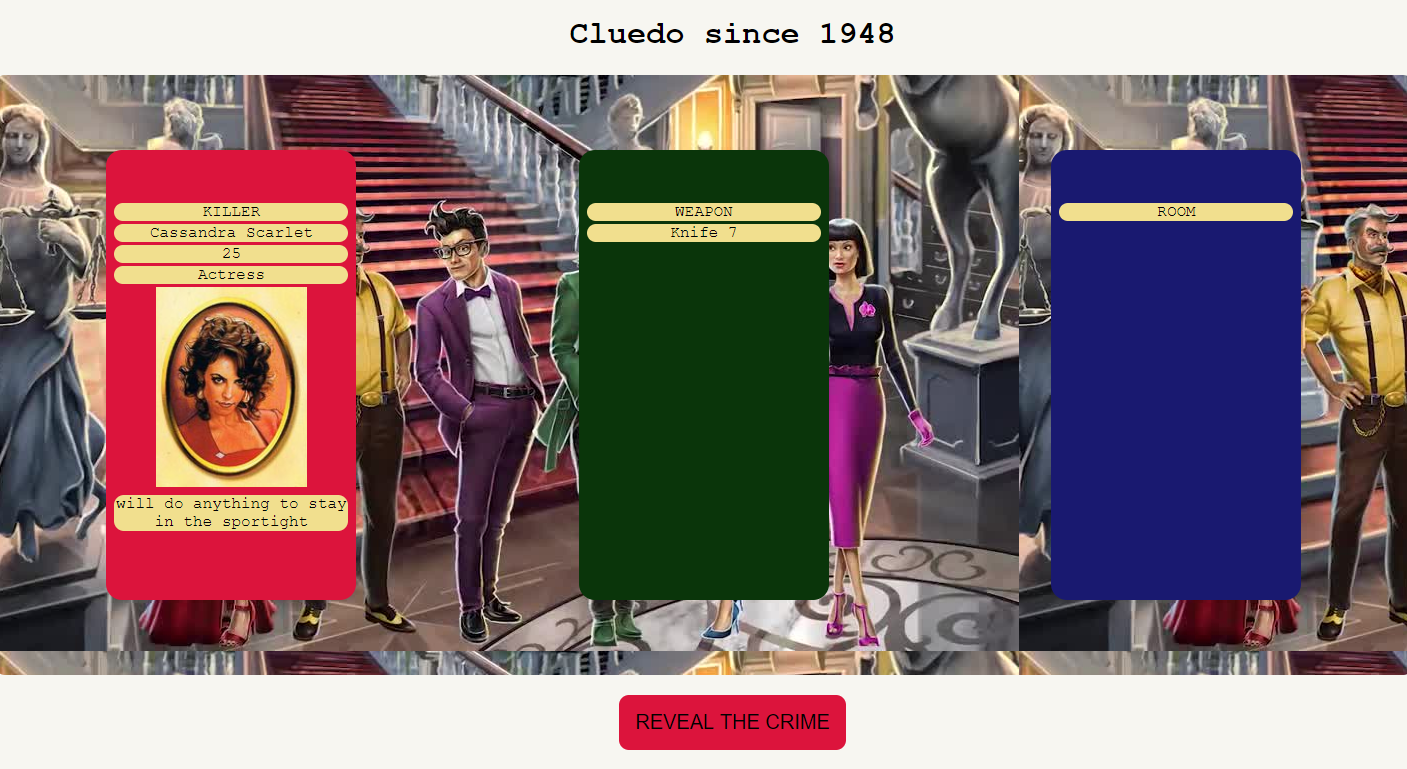 Cluedo since 1948
KILLER
Cassandra Scarlet
25
Actress
will do anything to stay
in the sportight
WEAPON
Knife 7
ROOM
REVEAL THE CRIME